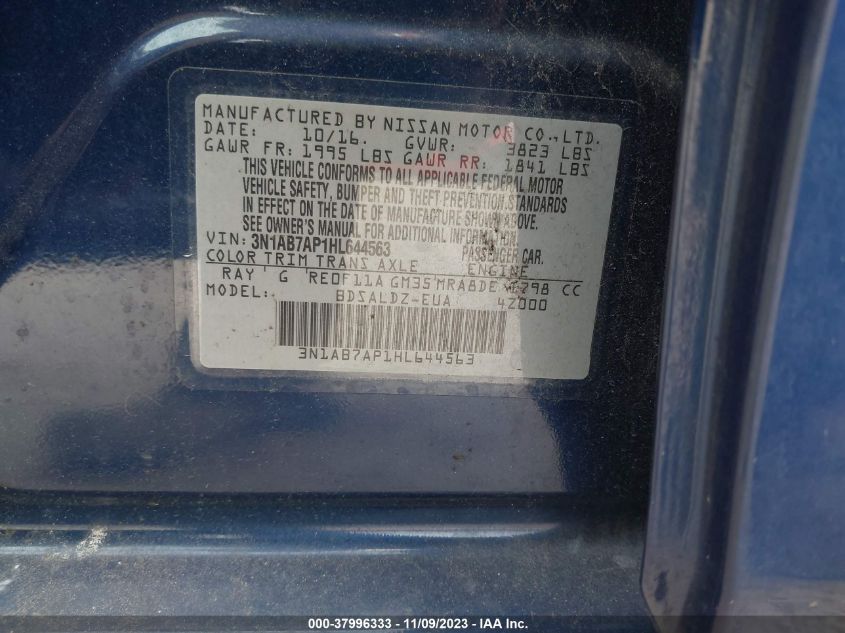 MANUFACTURED BY NISSAN MOTOR CO.,LTD.
DATE: 10/16. GVWR: 3823 LBS
GAWR FR: 1995 LBS GAWR RR: 1841 LBS
THIS VEHICLE CONFORMS TO ALL APPLICABLE FEDERAL MOTOR
VEHICLE SAFETY, BUMPER AND THEFT PREVENTION STANDARDS
IN EFFECT ON THE DATE OF MANUFACTURE SHOWN ABOVE.
SEE OWNER'S MANUAL FOR ADDITIONAL INFORMATION.
VIN: 3N1AB7AP1HL644563 PASSENGER CAR.
COLOR TRIM TRANS AXLE ENGINE
RAY G RE0F11A GM35 MRA8DE 1798 CC
MODEL: BDSALDZ-EUA 4Z000
3N1AB7AP1HL644563
000-37996333 - 11/09/2023 - IAA Inc.